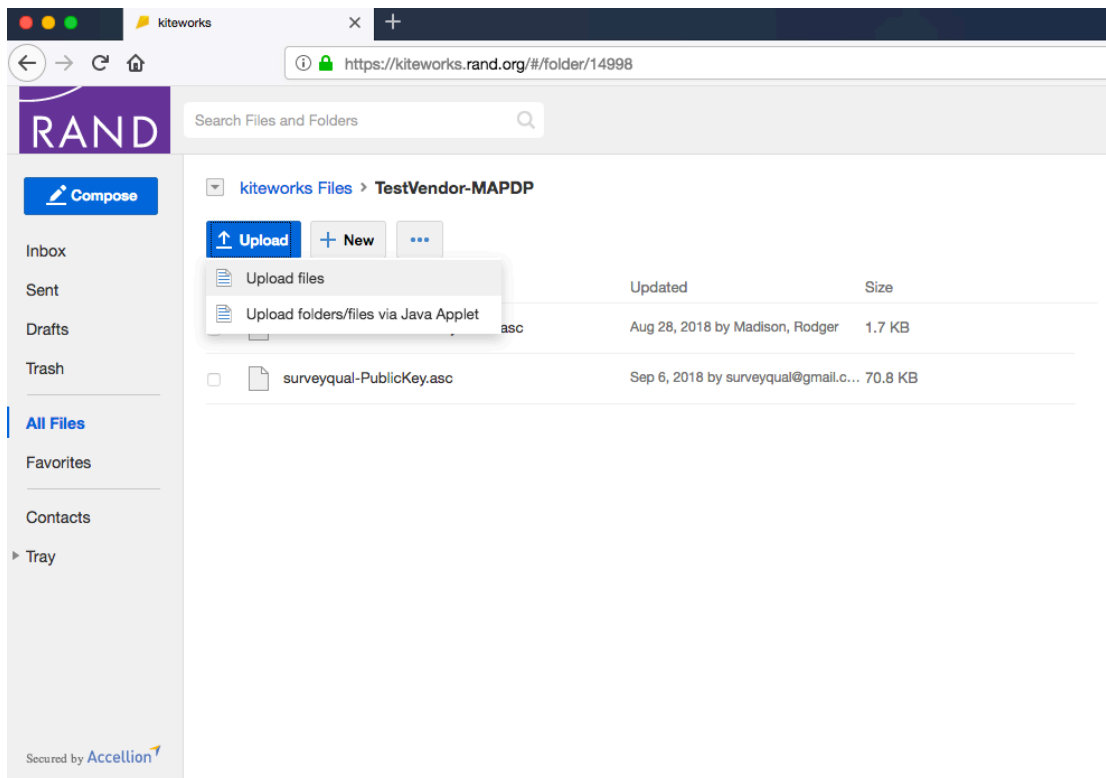 kiteworks
https://kiteworks.rand.org/#/folder/14998
RAND
Search Files and Folders
Compose
kiteworks Files > TestVendor-MAPDP
Upload
New
Inbox
Upload files
Updated
Size
Sent
Upload folders/files via Java Applet
asc
Aug 28, 2018 by Madison, Rodger
1.7 KB
Drafts
Trash
surveyqual-PublicKey.asc
Sep 6, 2018 by surveyqual@gmail.c...
70.8 KB
All Files
Favorites
Contacts
Tray
Secured by Accellion